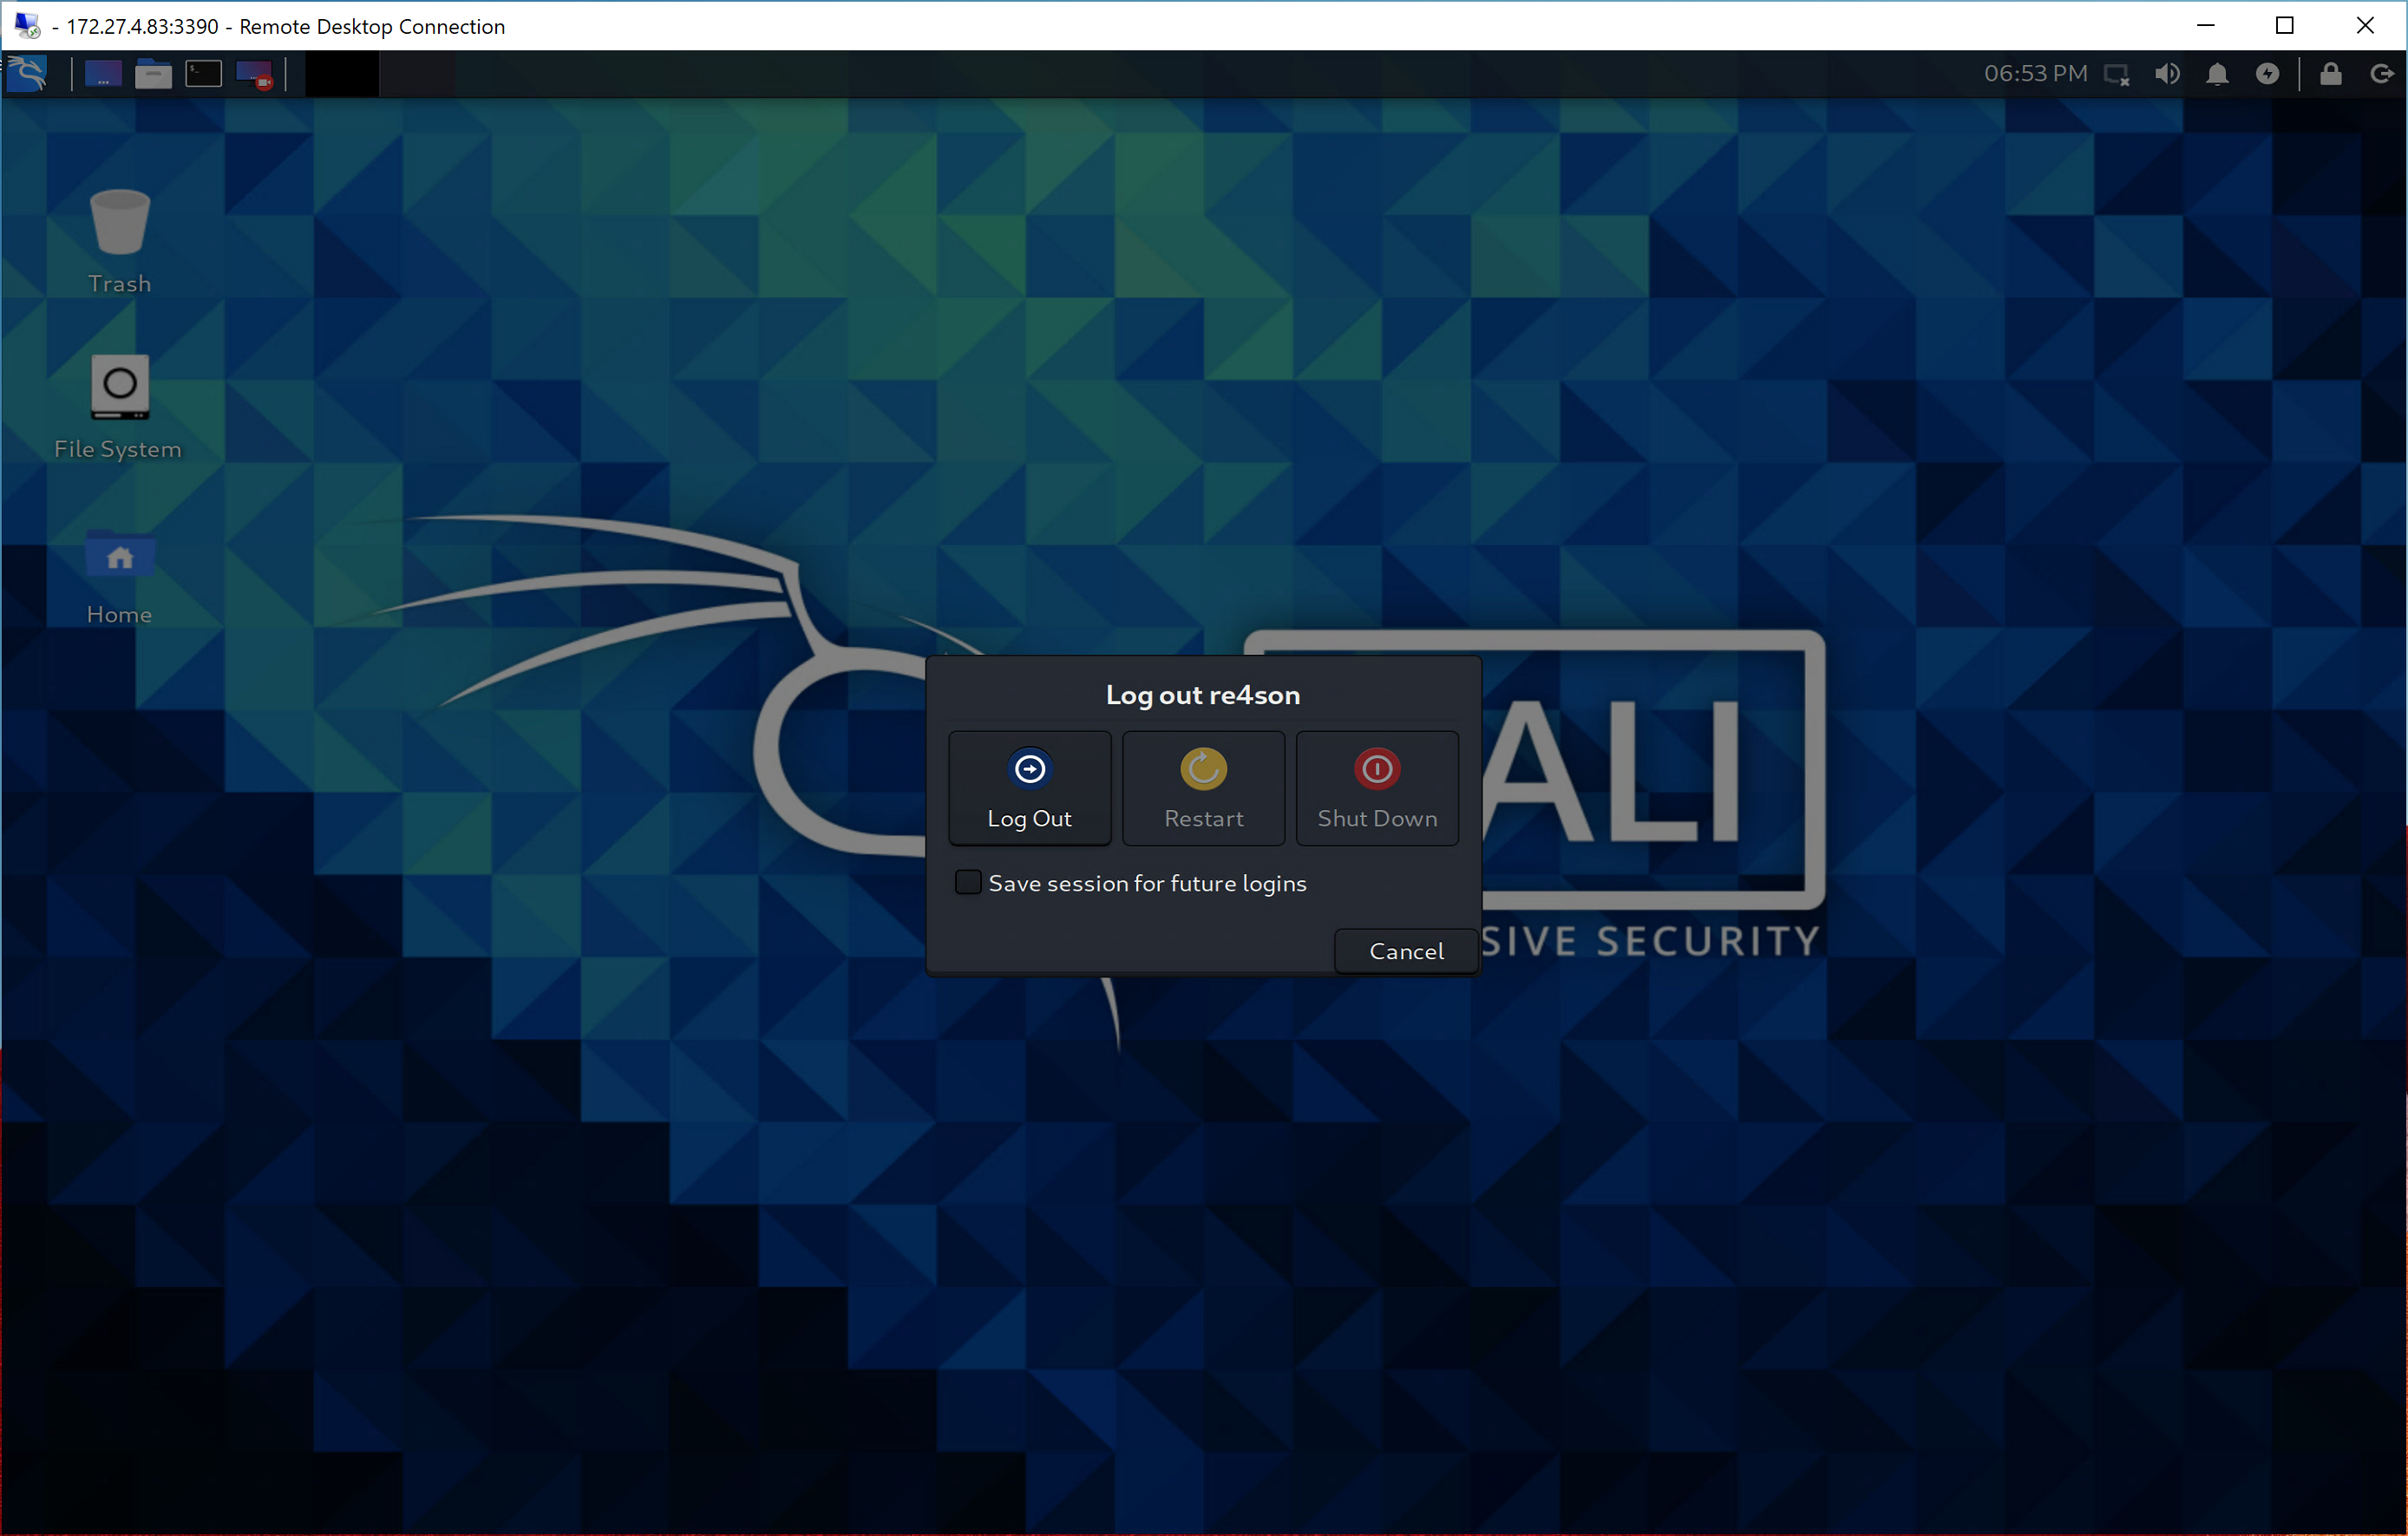 - 172.27.4.83:3390 - Remote Desktop Connection
06:53 PM
Trash
File System
Home
ALI
SIVE SECURITY
Log out re4son
Log Out
Restart
Shut Down
Save session for future logins
Cancel